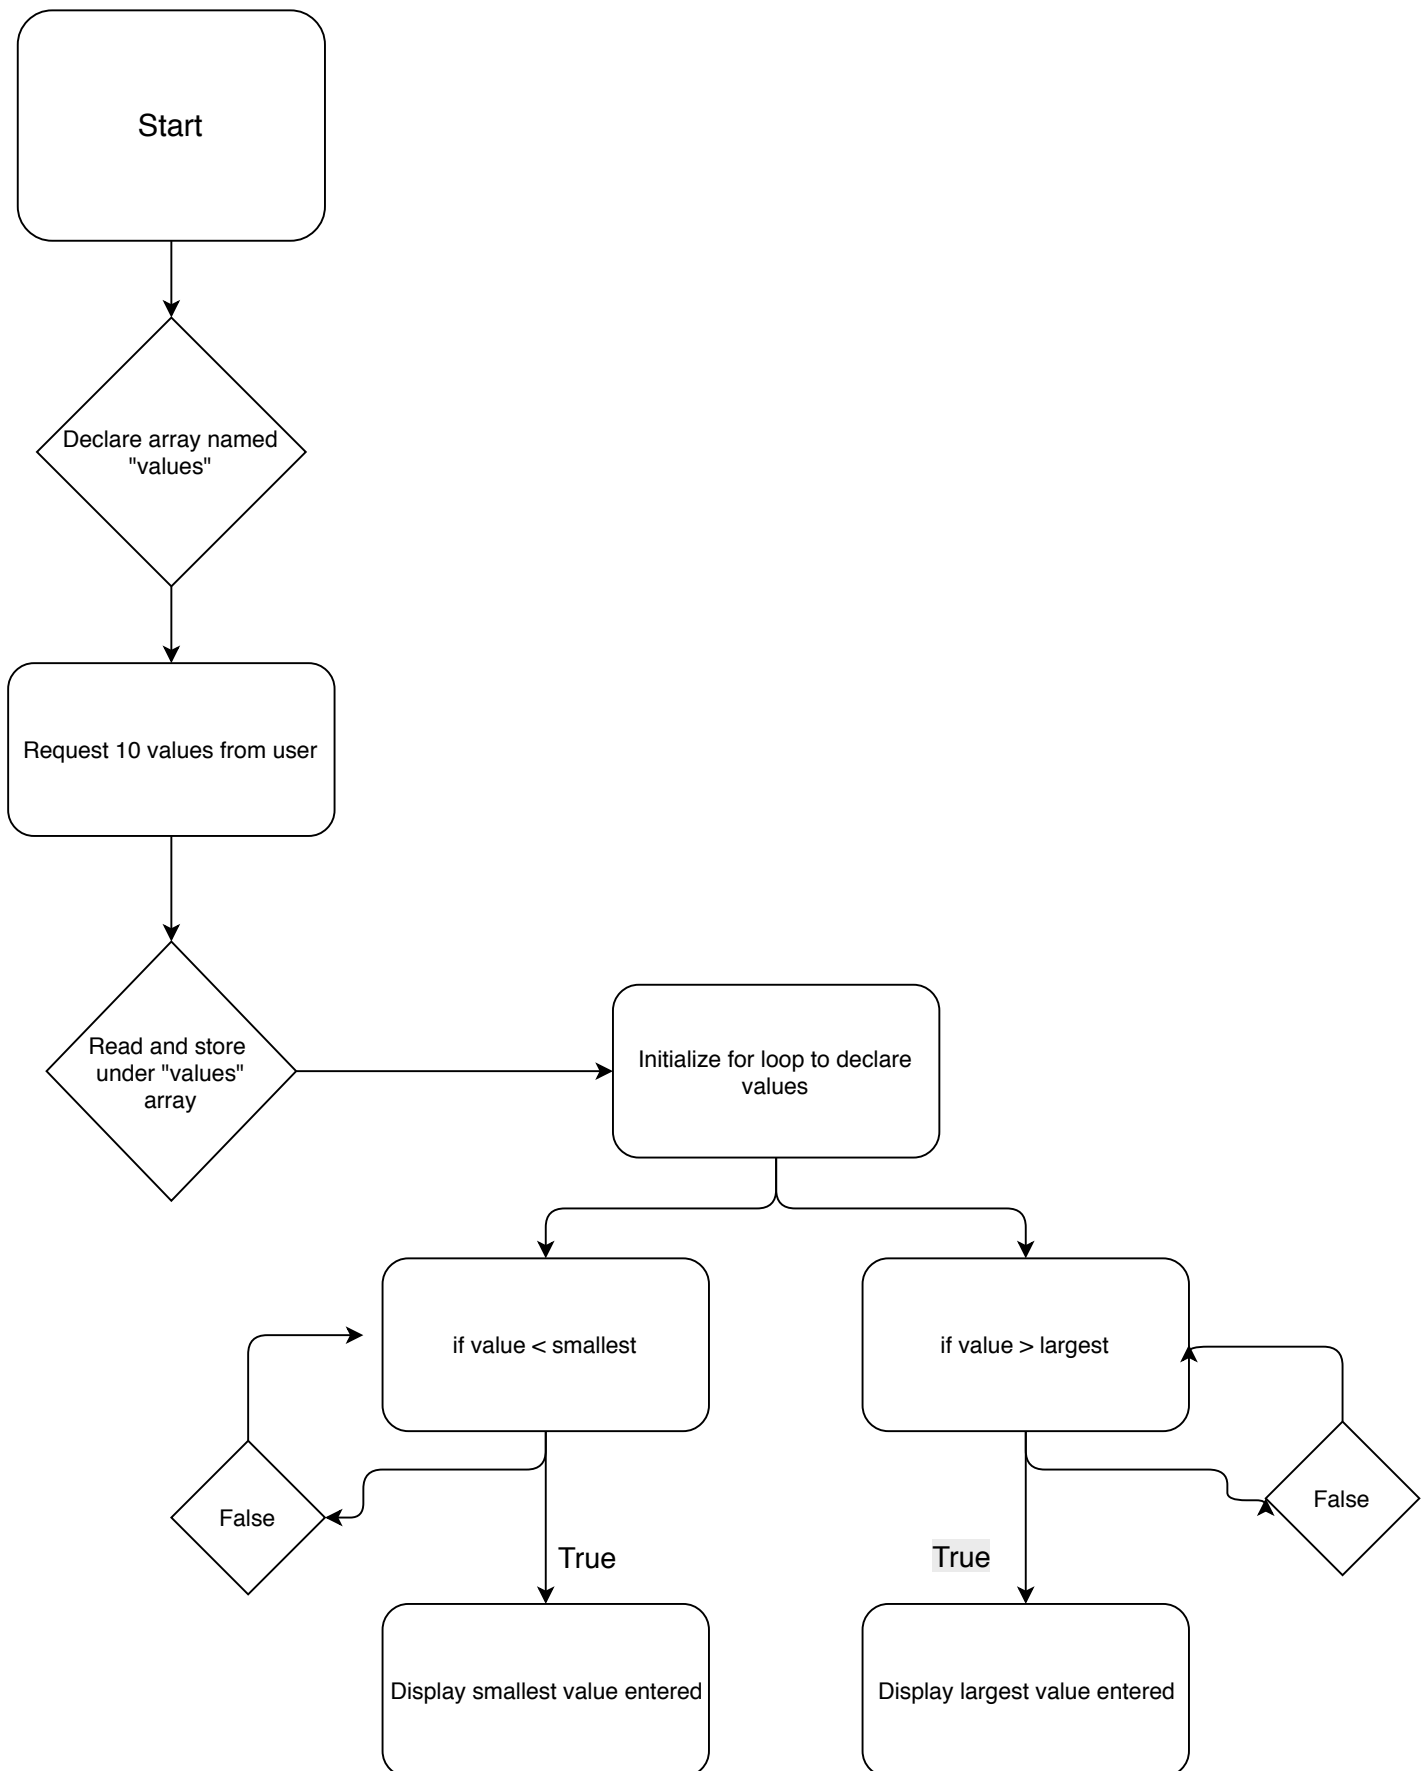 Start
Declare array named
"values"
Request 10 values from user
Read and store
under "values"
array
Initialize for loop to declare
values
if value < smallest
if value > largest
False
False
True
True
Display smallest value entered
Display largest value entered